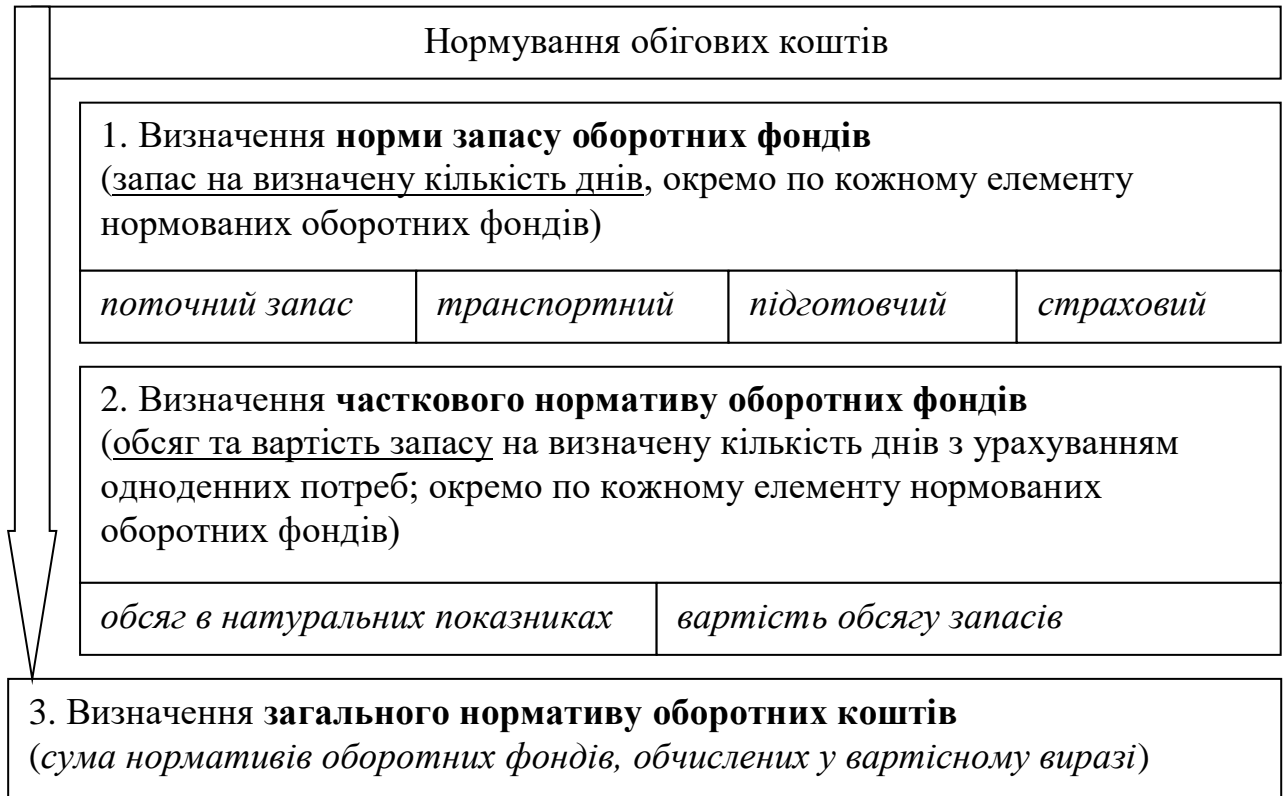 Нормування обігових коштів
1. Визначення норми запасу оборотних фондів
(запас на визначену кількість днів, окремо по кожному елементу
нормованих оборотних фондів)
поточний запас транспортний підготовчий страховий
2. Визначення часткового нормативу оборотних фондів
(обсяг та вартість запасу на визначену кількість днів з урахуванням
одноденних потреб; окремо по кожному елементу нормованих
оборотних фондів)
обсяг в натуральних показниках вартість обсягу запасів
3. Визначення загального нормативу оборотних коштів
(сума нормативів оборотних фондів, обчислених у вартісному виразі)